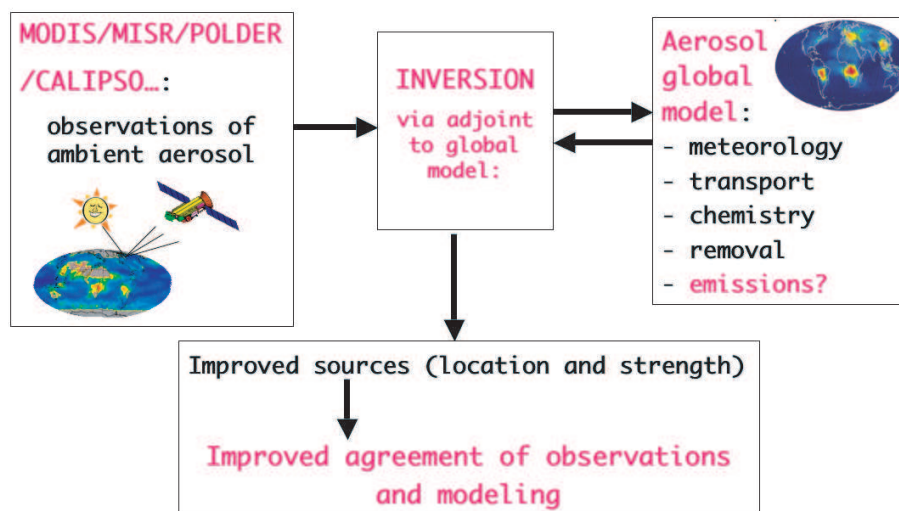 MODIS/MISR/POLDER
/CALIPSO…:
observations of
ambient aerosol
INVERSION
via adjoint
to global
model:
Aerosol
global
model:
- meteorology
- transport
- chemistry
- removal
- emissions?
Improved sources (location and strength)
Improved agreement of observations
and modeling